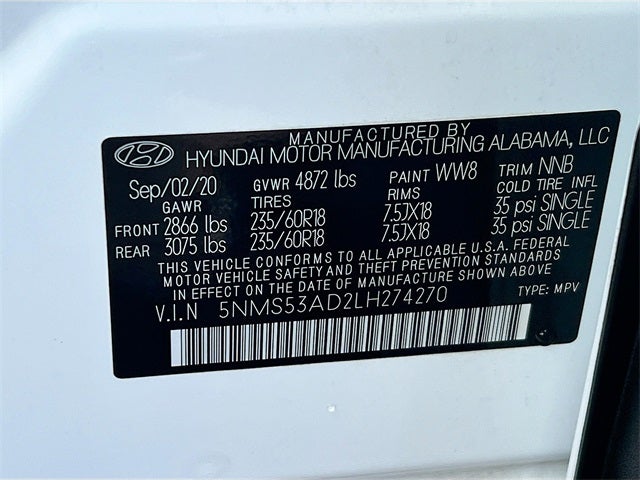 MANUFACTURED BY
HYUNDAI MOTOR MANUFACTURING ALABAMA, LLC
Sep/02/20 GVWR 4872 lbs PAINT WW8 TRIM NNB
GAWR TIRES RIMS COLD TIRE INFL
FRONT 2866 lbs 235/60R18 7.5JX18 35 psi SINGLE
REAR 3075 lbs 235/60R18 7.5JX18 35 psi SINGLE
THIS VEHICLE CONFORMS TO ALL APPLICABLE U.S.A. FEDERAL
MOTOR VEHICLE SAFETY AND THEFT PREVENTION STANDARDS
IN EFFECT ON THE DATE OF MANUFACTURE SHOWN ABOVE
V.I.N 5NMS53AD2LH274270 TYPE: MPV